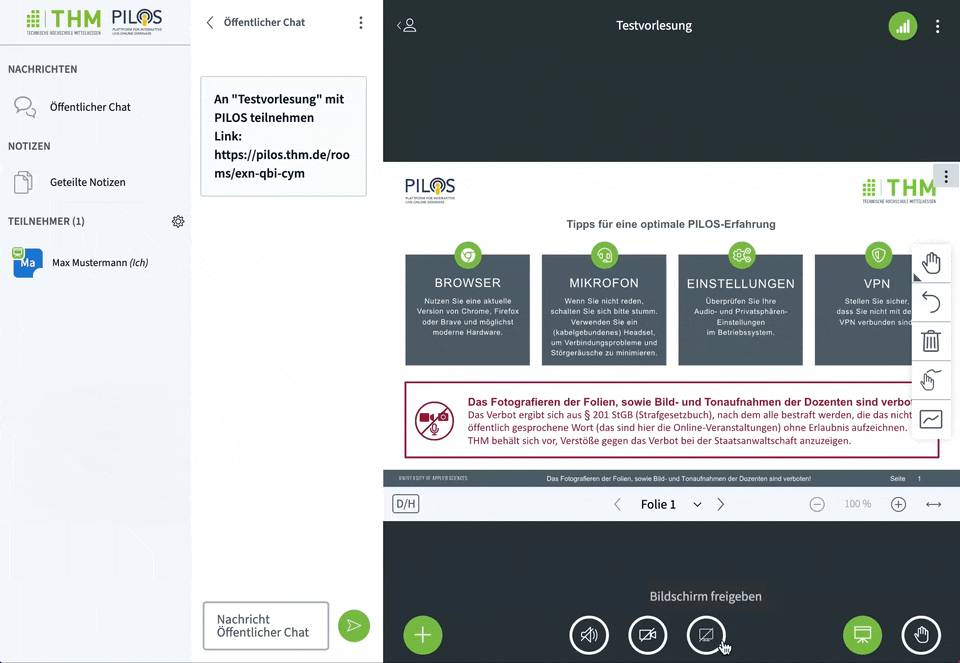 THM
TECHNISCHE HOCHSCHULE MITTELHESSEN
PILOS
PLATTFORM FÜR INTERAKTIVE
LIVE-ONLINE-SEMINARE
NACHRICHTEN
Öffentlicher Chat
NOTIZEN
Geteilte Notizen
TEILNEHMER (1)
Ma
Max Mustermann (Ich)
Öffentlicher Chat
An "Testvorlesung" mit
PILOS teilnehmen
Link:
https://pilos.thm.de/roo
ms/exn-qbi-cym
Nachricht
Öffentlicher Chat
Testvorlesung
PILOS
PLATTFORM FÜR INTERAKTIVE
LIVE-ONLINE-SEMINARE
THM
TECHNISCHE HOCHSCHULE MITTELHESSEN
Tipps für eine optimale PILOS-Erfahrung
BROWSER
Nutzen Sie eine aktuelle
Version von Chrome, Firefox
oder Brave und möglichst
moderne Hardware.
MIKROFON
Wenn Sie nicht reden,
schalten Sie sich bitte stumm.
Verwenden Sie ein
(kabelgebundenes) Headset,
um Verbindungsprobleme und
Störgeräusche zu minimieren.
EINSTELLUNGEN
Überprüfen Sie Ihre
Audio- und Privatsphären-
Einstellungen
im Betriebssystem.
VPN
Stellen Sie sicher,
dass Sie nicht mit de
VPN verbunden sind
Das Fotografieren der Folien, sowie Bild- und Tonaufnahmen der Dozenten sind verbot
Das Verbot ergibt sich aus § 201 StGB (Strafgesetzbuch), nach dem alle bestraft werden, die das nicht
öffentlich gesprochene Wort (das sind hier die Online-Veranstaltungen) ohne Erlaubnis aufzeichnen.
THM behält sich vor, Verstöße gegen das Verbot bei der Staatsanwaltschaft anzuzeigen.
UNIVERSITY OF APPLIED SCIENCES
Das Fotografieren der Folien, sowie Bild- und Tonaufnahmen der Dozenten sind verboten!
Seite 1
D/H
Folie 1
100 %
Bildschirm freigeben